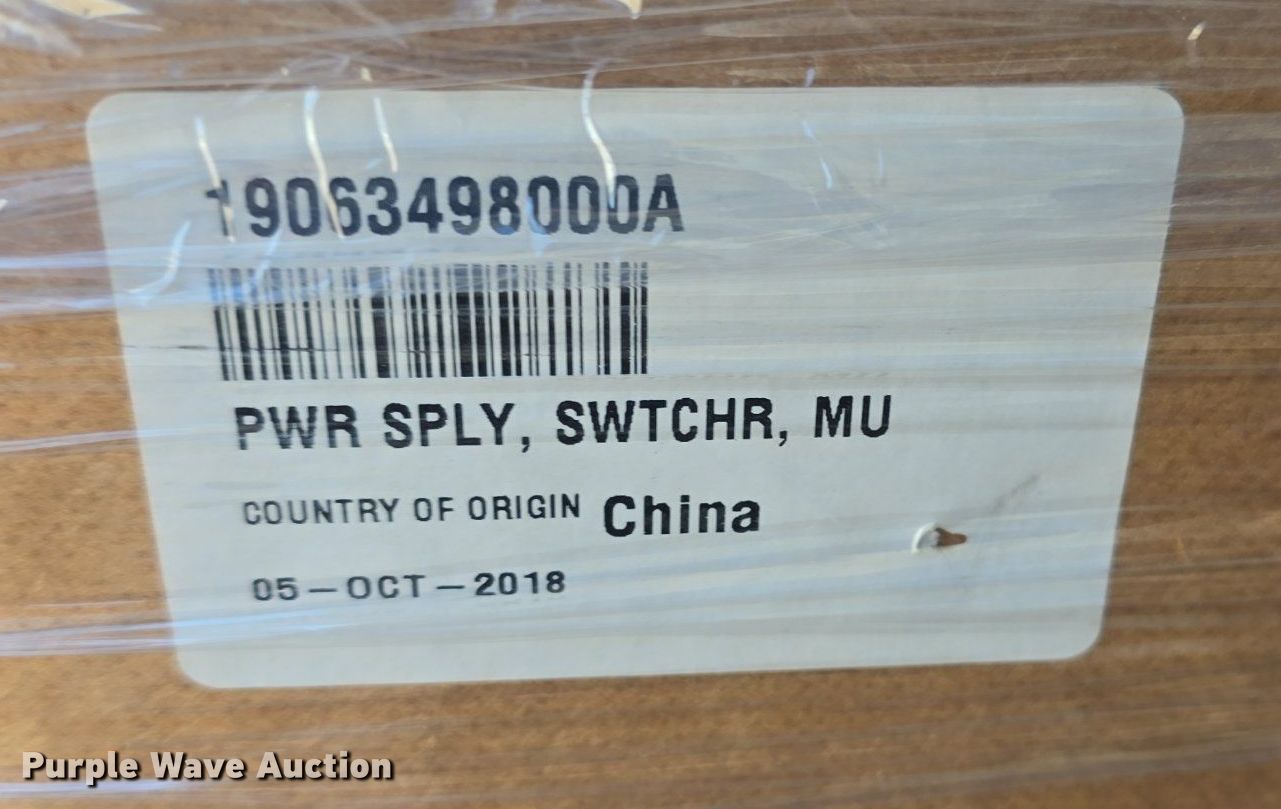 19063498000A
PWR SPLY, SWTCHR, MU
COUNTRY OF ORIGIN China
05-OCT-2018
Purple Wave Auction